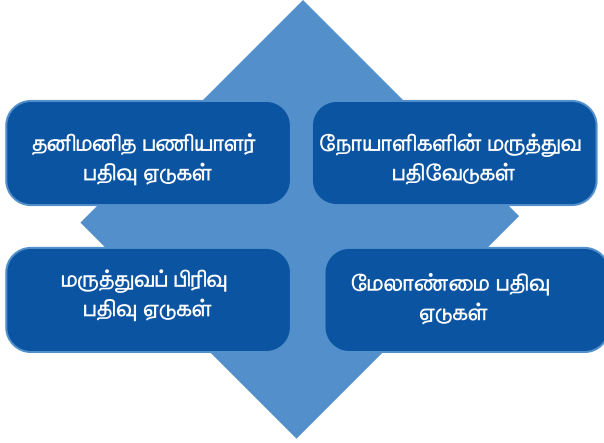 தனிமனித பணியாளர்
பதிவு ஏடுகள்
நோயாளிகளின் மருத்துவ
பதிவேடுகள்
மருத்துவப் பிரிவு
பதிவு ஏடுகள்
மேலாண்மை பதிவு
ஏடுகள்